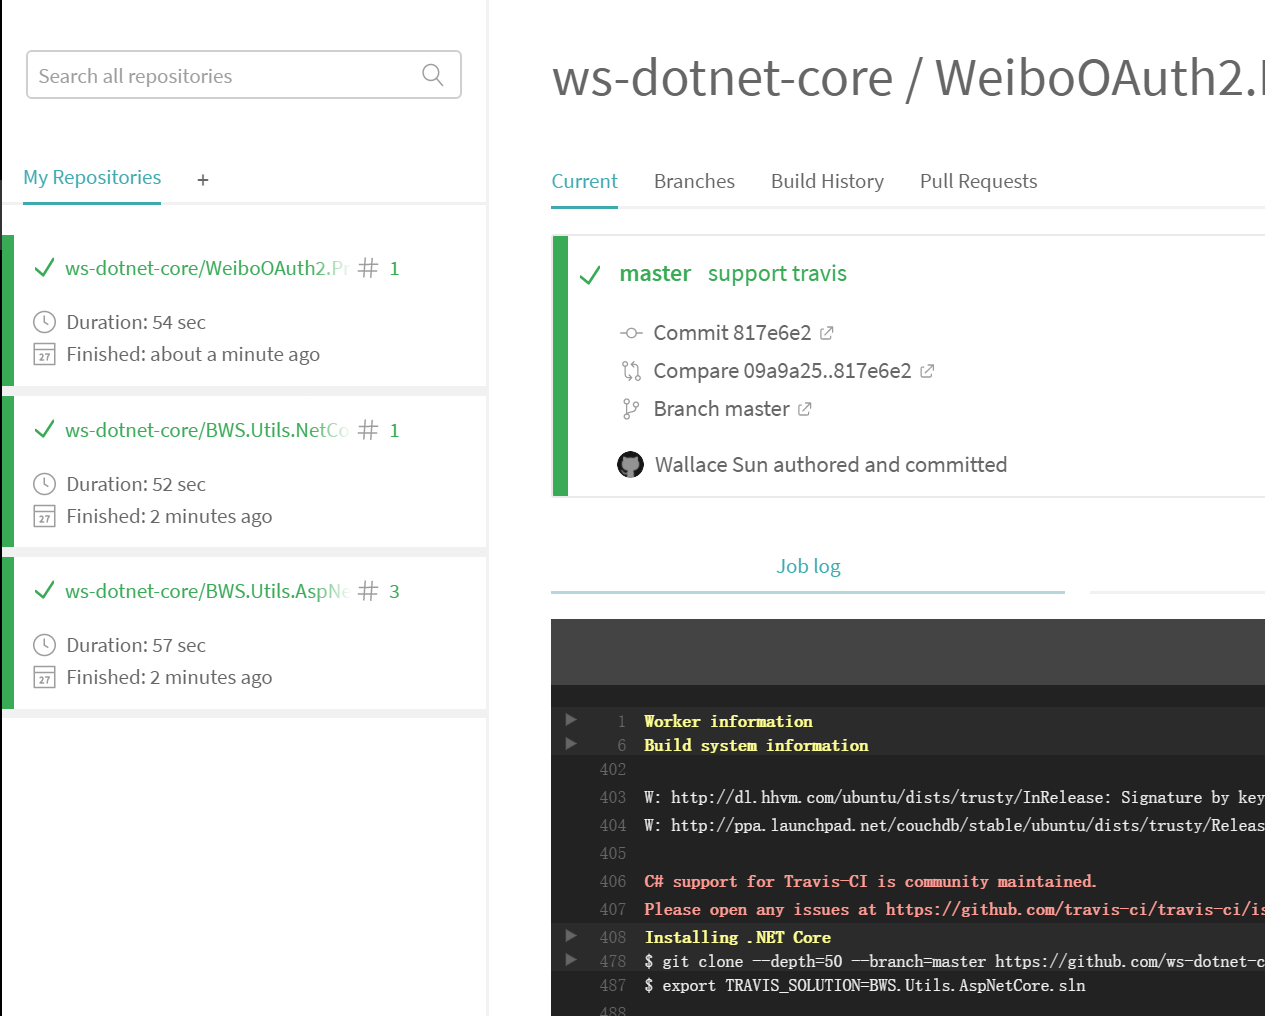 Search all repositories
My Repositories +
ws-dotnet-core/WeiboOAuth2.Pr # 1
Duration: 54 sec
27 Finished: about a minute ago
ws-dotnet-core/BWS.Utils.NetCo # 1
Duration: 52 sec
27 Finished: 2 minutes ago
ws-dotnet-core/BWS.Utils.AspNe # 3
Duration: 57 sec
27 Finished: 2 minutes ago
ws-dotnet-core / WeiboOAuth2.
Current Branches Build History Pull Requests
master support travis
Commit 817e6e2
Compare 09a9a25..817e6e2
Branch master
Wallace Sun authored and committed
Job log
1 Worker information
6 Build system information
402
403 W: http://dl.hhvm.com/ubuntu/dists/trusty/InRelease: Signature by key
404 W: http://ppa.launchpad.net/couchdb/stable/ubuntu/dists/trusty/Releas
405
406 C# support for Travis-CI is community maintained.
407 Please open any issues at https://github.com/travis-ci/travis-ci/is
408 Installing .NET Core
478 $ git clone --depth=50 --branch=master https://github.com/ws-dotnet-c
487 $ export TRAVIS_SOLUTION=BWS.Utils.AspNetCore.sln
488